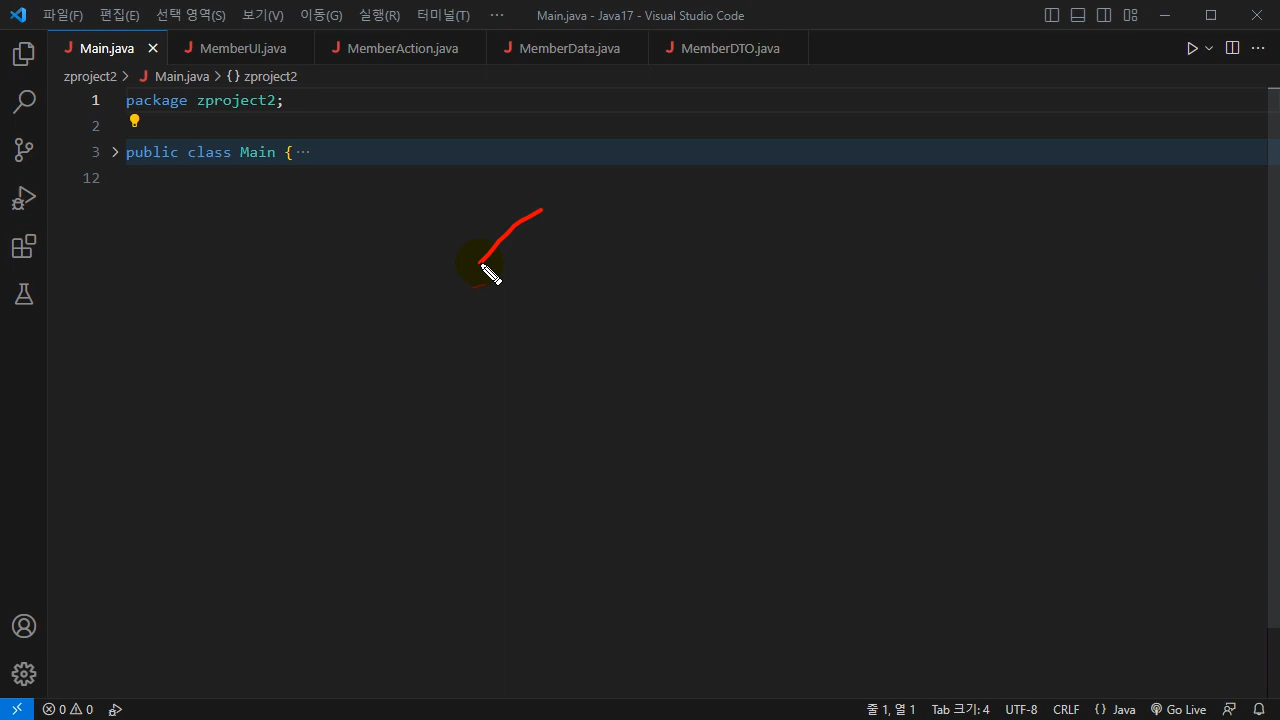 파일(F) 편집(E) 선택 영역(S) 보기(V) 이동(G) 실행(R) 터미널(T) ··· Main.java - Java17 - Visual Studio Code
Main.java MemberUI.java MemberAction.java MemberData.java MemberDTO.java
zproject2 > Main.java > {} zproject2
1 package zproject2;
2
3 public class Main {···
12
0 0 줄 1, 열 1 Tab 크기: 4 UTF-8 CRLF {} Java Go Live